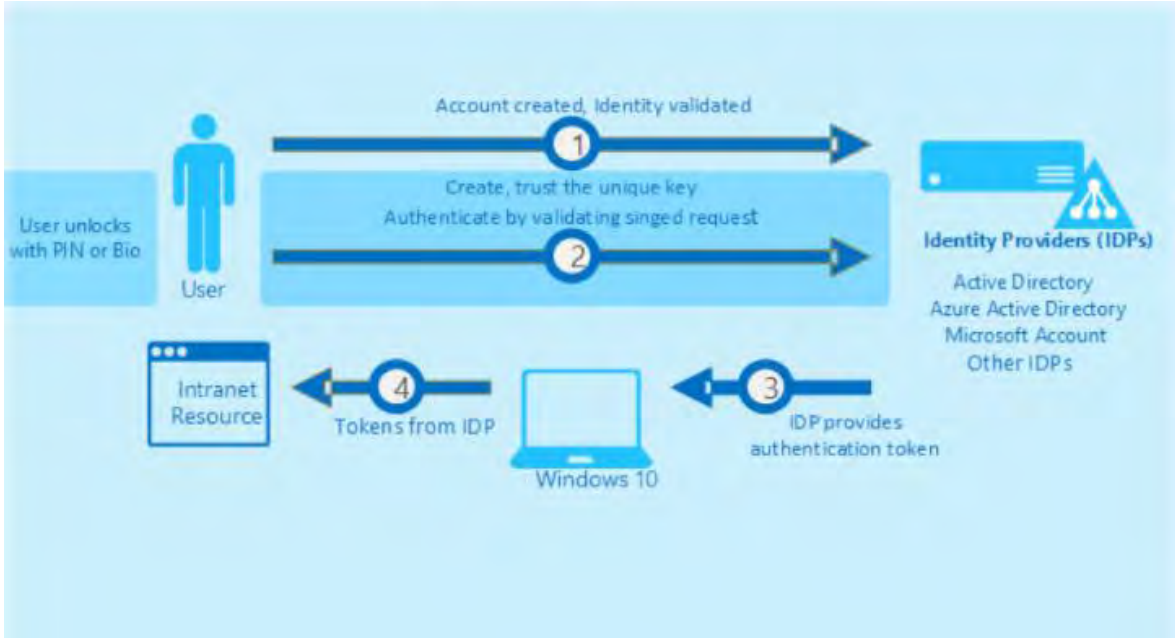 Account created, Identity validated
1
Create, trust the unique key
Authenticate by validating singed request
2
User unlocks
with PIN or Bio
User
Identity Providers (IDPs)
Active Directory
Azure Active Directory
Microsoft Account
Other IDPs
Intranet
Resource
4
Tokens from IDP
Windows 10
3
IDP provides
authentication token